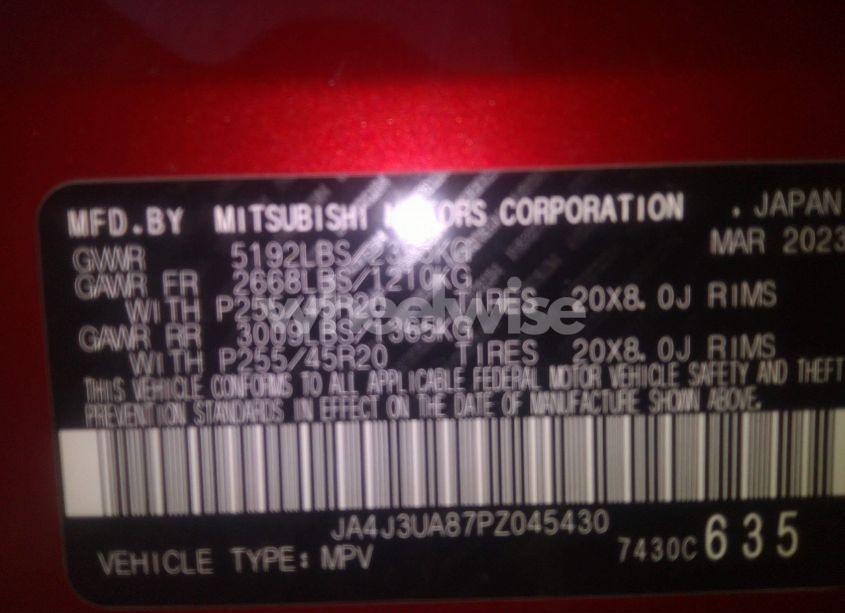 MFD.BY MITSUBISHI MOTORS CORPORATION . JAPAN
GVWR 5192LBS/ KG MAR 2023
GAWR FR 2668LBS/1210KG
WITH P255/45R20 TIRES 20X8.0J RIMS
GAWR RR 3009LBS/1365KG
WITH P255/45R20 TIRES 20X8.0J RIMS
THIS VEHICLE CONFORMS TO ALL APPLICABLE FEDERAL MOTOR VEHICLE SAFETY AND THEFT
PREVENTION STANDARDS IN EFFECT ON THE DATE OF MANUFACTURE SHOWN ABOVE.
JA4J3UA87PZ045430
VEHICLE TYPE: MPV 7430C 635
wheelwise